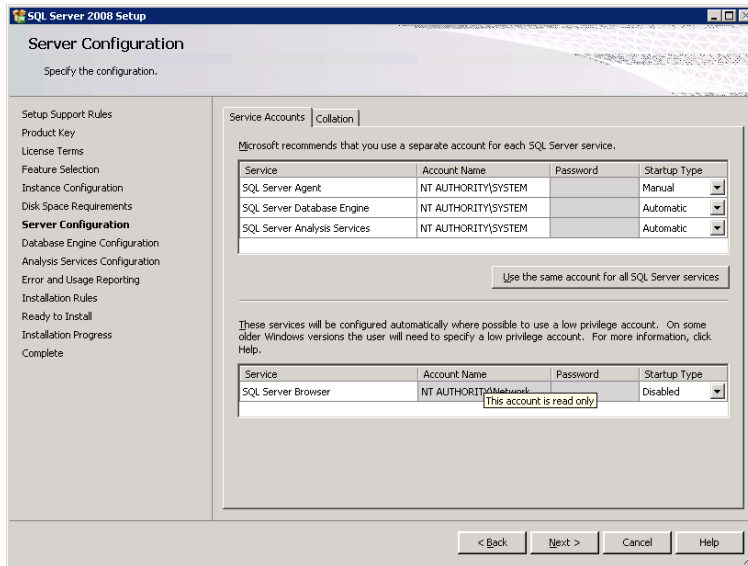 SQL Server 2008 Setup
Server Configuration
Specify the configuration.
Setup Support Rules
Product Key
License Terms
Feature Selection
Instance Configuration
Disk Space Requirements
Server Configuration
Database Engine Configuration
Analysis Services Configuration
Error and Usage Reporting
Installation Rules
Ready to Install
Installation Progress
Complete
Service Accounts Collation
Microsoft recommends that you use a separate account for each SQL Server service.
Service Account Name Password Startup Type
SQL Server Agent NT AUTHORITY\SYSTEM Manual
SQL Server Database Engine NT AUTHORITY\SYSTEM Automatic
SQL Server Analysis Services NT AUTHORITY\SYSTEM Automatic
Use the same account for all SQL Server services
These services will be configured automatically where possible to use a low privilege account. On some
older Windows versions the user will need to specify a low privilege account. For more information, click
Help.
Service Account Name Password Startup Type
SQL Server Browser NT AUTHORITY\Network Disabled
This account is read only
< Back Next > Cancel Help